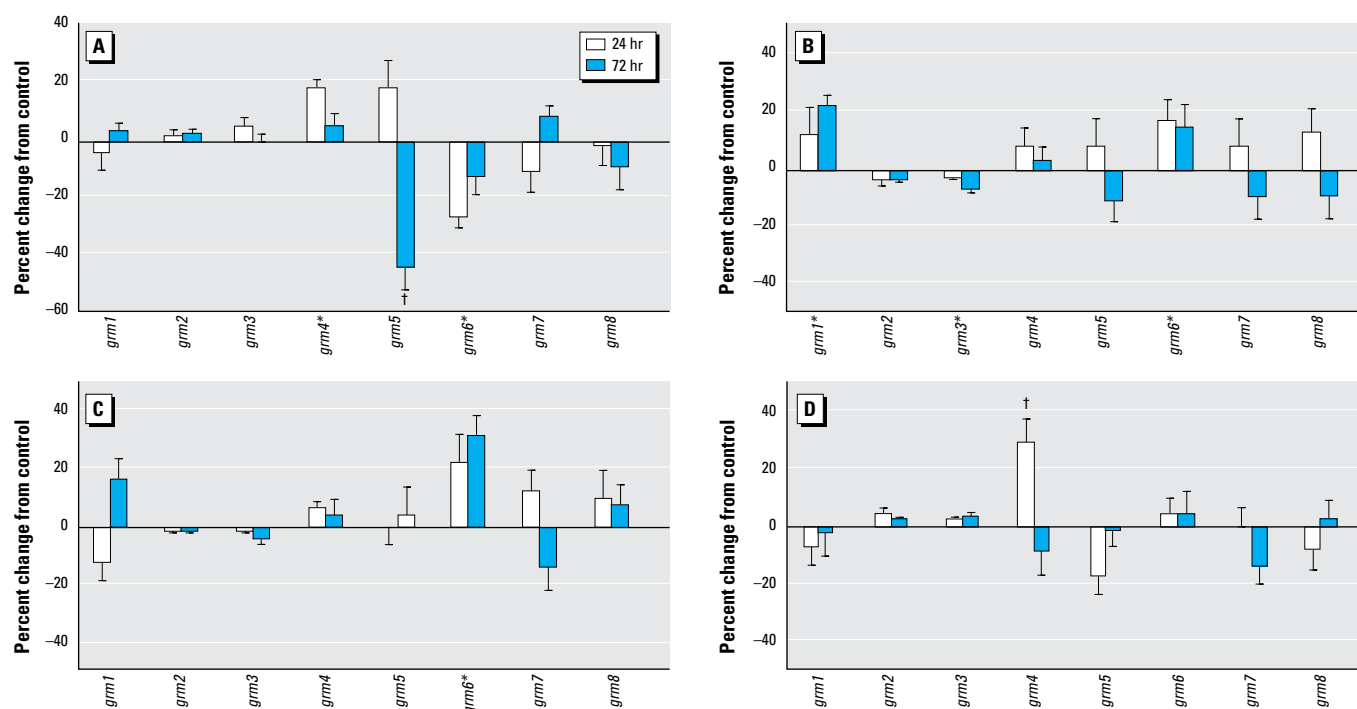 A
24 hr
72 hr
Percent change from control
40
20
0
–20
–40
–60
†
grm1
grm2
grm3
grm4*
grm5
grm6*
grm7
grm8
B
Percent change from control
40
20
0
–20
–40
grm1*
grm2
grm3*
grm4
grm5
grm6*
grm7
grm8
C
Percent change from control
40
20
0
–20
–40
grm1
grm2
grm3
grm4
grm5
grm6*
grm7
grm8
D
Percent change from control
40
20
0
–20
–40
†
grm1
grm2
grm3
grm4
grm5
grm6
grm7
grm8